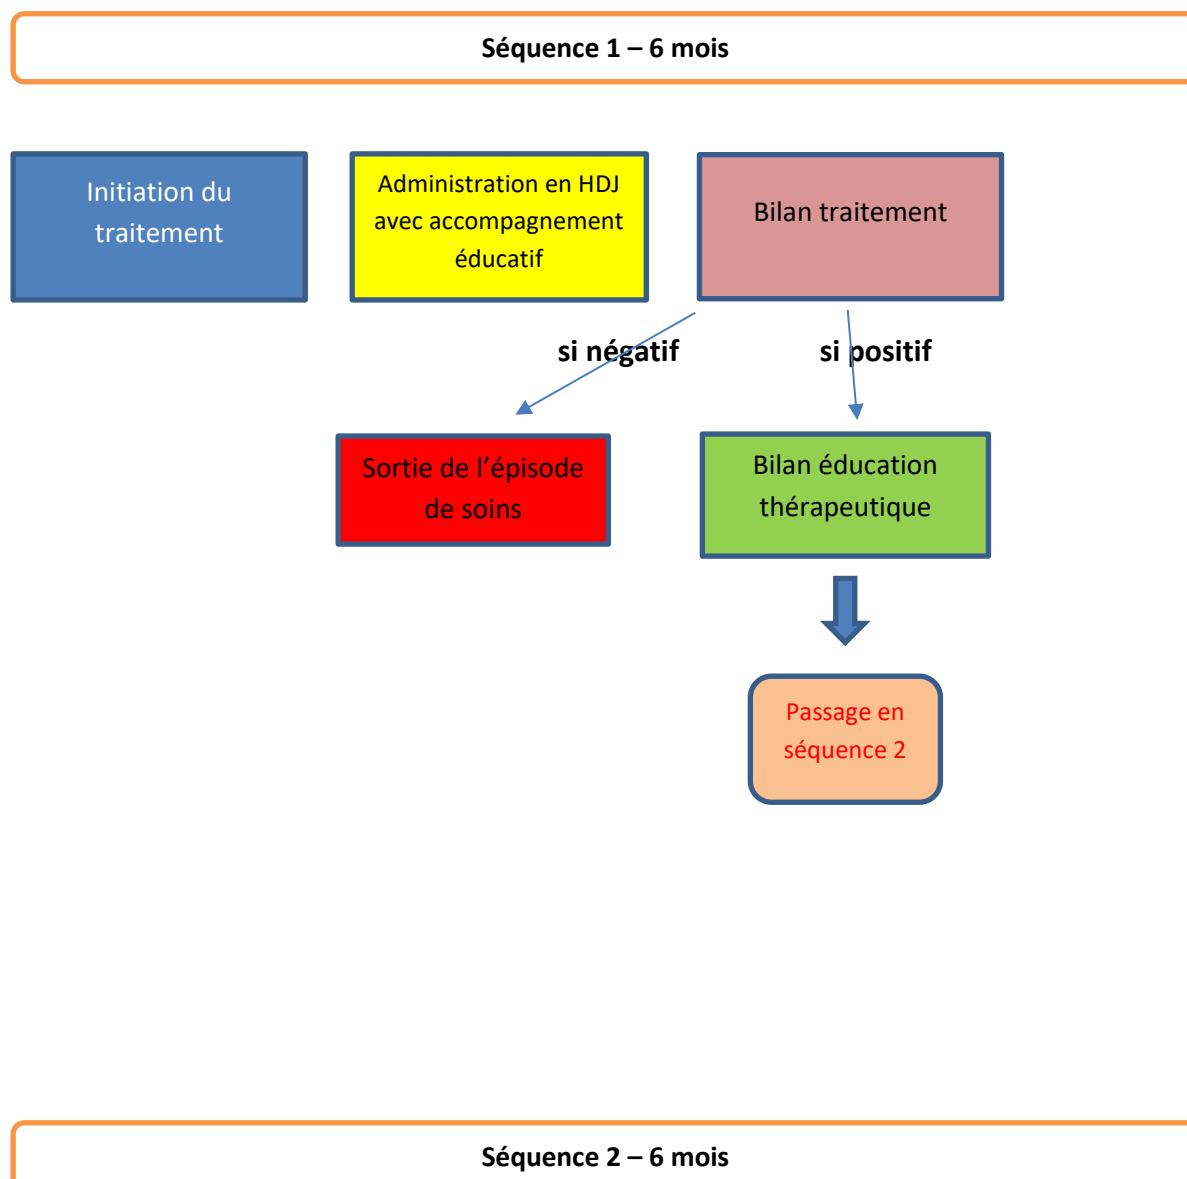 Séquence 1 – 6 mois
Initiation du
traitement
Administration en HDJ
avec accompagnement
éducatif
Bilan traitement
si négatif
si positif
Sortie de l’épisode
de soins
Bilan éducation
thérapeutique
Passage en
séquence 2
Séquence 2 – 6 mois